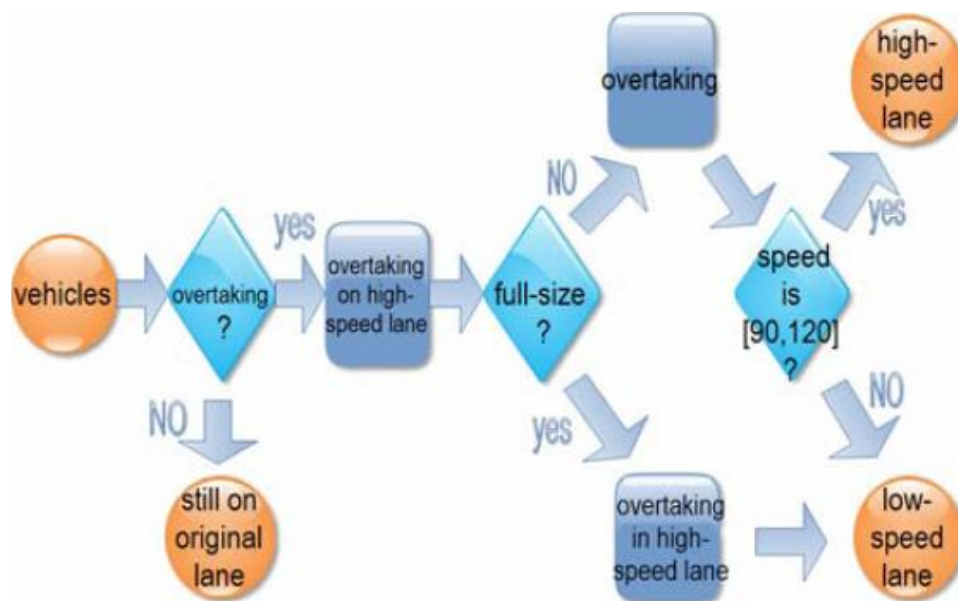 vehicles
overtaking
?
yes
NO
still on
original
lane
overtaking
on high-
speed lane
full-size
?
NO
overtaking
yes
overtaking
in high-
speed lane
speed
is
[90,120]
?
yes
high-
speed
lane
NO
low-
speed
lane